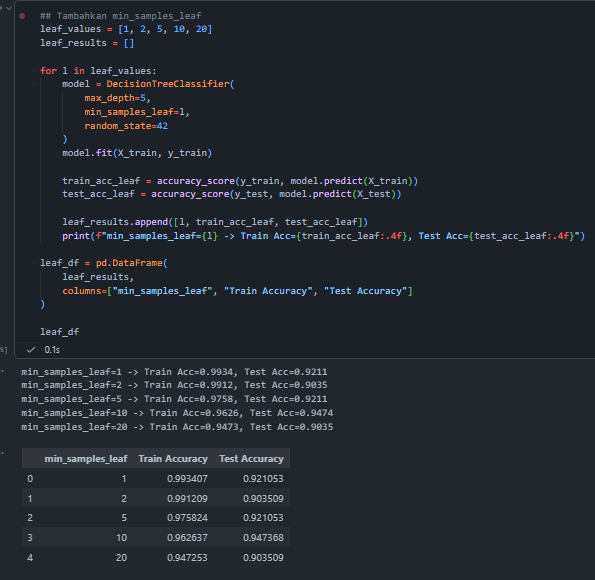 ## Tambahkan min_samples_leaf
leaf_values = [1, 2, 5, 10, 20]
leaf_results = []
for l in leaf_values:
    model = DecisionTreeClassifier(
        max_depth=5,
        min_samples_leaf=l,
        random_state=42
    )
    model.fit(X_train, y_train)
    train_acc_leaf = accuracy_score(y_train, model.predict(X_train))
    test_acc_leaf = accuracy_score(y_test, model.predict(X_test))
    leaf_results.append([l, train_acc_leaf, test_acc_leaf])
    print(f"min_samples_leaf={l} -> Train Acc={train_acc_leaf:.4f}, Test Acc={test_acc_leaf:.4f}")
leaf_df = pd.DataFrame(
    leaf_results,
    columns=["min_samples_leaf", "Train Accuracy", "Test Accuracy"]
)
leaf_df
0.1s
min_samples_leaf=1 -> Train Acc=0.9934, Test Acc=0.9211
min_samples_leaf=2 -> Train Acc=0.9912, Test Acc=0.9035
min_samples_leaf=5 -> Train Acc=0.9758, Test Acc=0.9211
min_samples_leaf=10 -> Train Acc=0.9626, Test Acc=0.9474
min_samples_leaf=20 -> Train Acc=0.9473, Test Acc=0.9035
min_samples_leaf Train Accuracy Test Accuracy
0 1 0.993407 0.921053
1 2 0.991209 0.903509
2 5 0.975824 0.921053
3 10 0.962637 0.947368
4 20 0.947253 0.903509